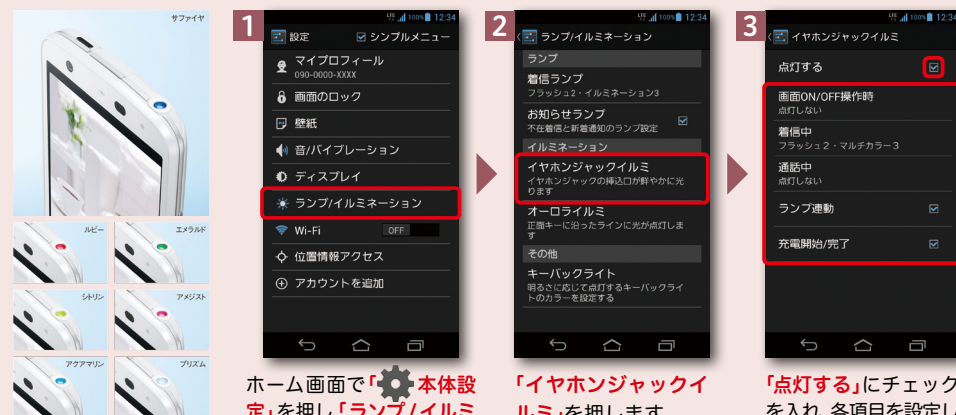 サファイヤ
ルビー
エメラルド
シトリン
アメジスト
アクアマリン
プリズム
1
LTE 100% 12:34
設定
シンプルメニュー
マイプロフィール
090-0000-XXXX
画面のロック
壁紙
音/バイブレーション
ディスプレイ
ランプ/イルミネーション
Wi-Fi OFF
位置情報アクセス
アカウントを追加
ホーム画面で「本体設
定」を押し「ランプ/イルミ
2
LTE 100% 12:34
ランプ/イルミネーション
ランプ
着信ランプ
フラッシュ2・イルミネーション3
お知らせランプ
不在着信と新着通知のランプ設定
イルミネーション
イヤホンジャックイルミ
イヤホンジャックの挿込口が鮮やかに光
ります
オーロライルミ
正面キーに沿ったラインに光が点灯しま
す
その他
キーバックライト
明るさに応じて点灯するキーバックライ
トのカラーを設定する
「イヤホンジャックイ
ルミ」を押します
3
LTE 100% 12:34
イヤホンジャックイルミ
点灯する
画面ON/OFF操作時
点灯しない
着信中
フラッシュ2・マルチカラー3
通話中
点灯しない
ランプ連動
充電開始/完了
「点灯する」にチェック
を入れ、各項目を設定し